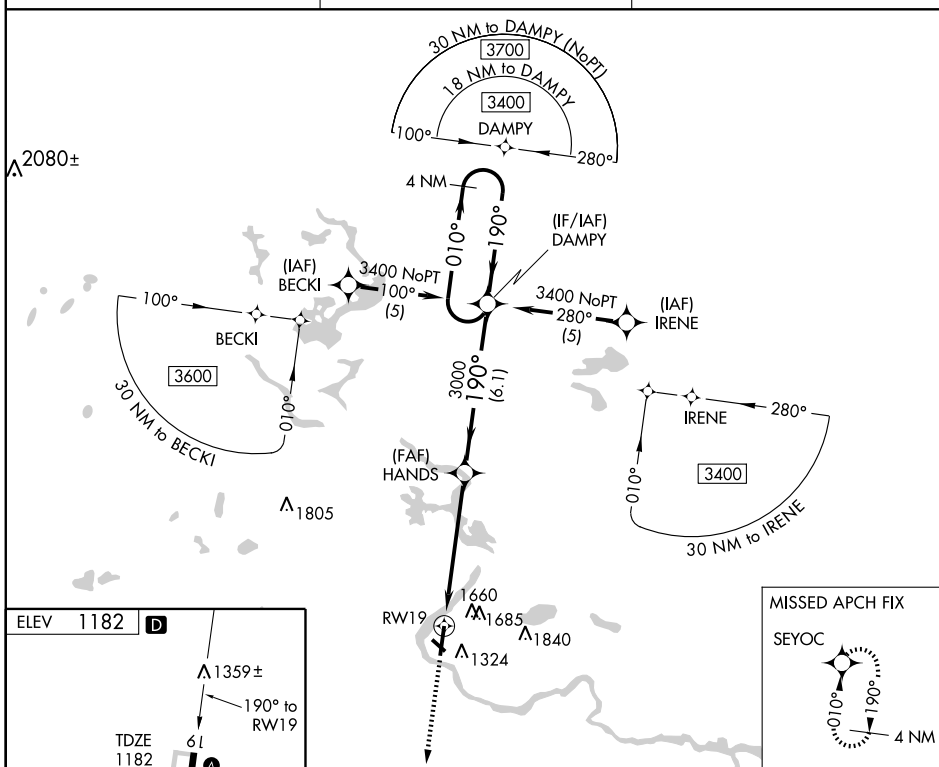 30 NM to DAMPY (NoPT)
3700
18 NM to DAMPY
3400
DAMPY
100°
280°
2080±
4 NM
010°
190°
(IF/IAF)
DAMPY
(IAF)
BECKI
3400 NoPT
100°
(5)
3400 NoPT
280°
(5)
(IAF)
IRENE
100°
BECKI
3600
010°
30 NM to BECKI
3000
190°
(6.1)
IRENE
280°
3400
010°
30 NM to IRENE
(FAF)
HANDS
1805
1660
1685
RW19
1840
1324
ELEV 1182 D
1359±
190° to
RW19
TDZE
1182
19
A
MISSED APCH FIX
SEYOC
010°
190°
4 NM